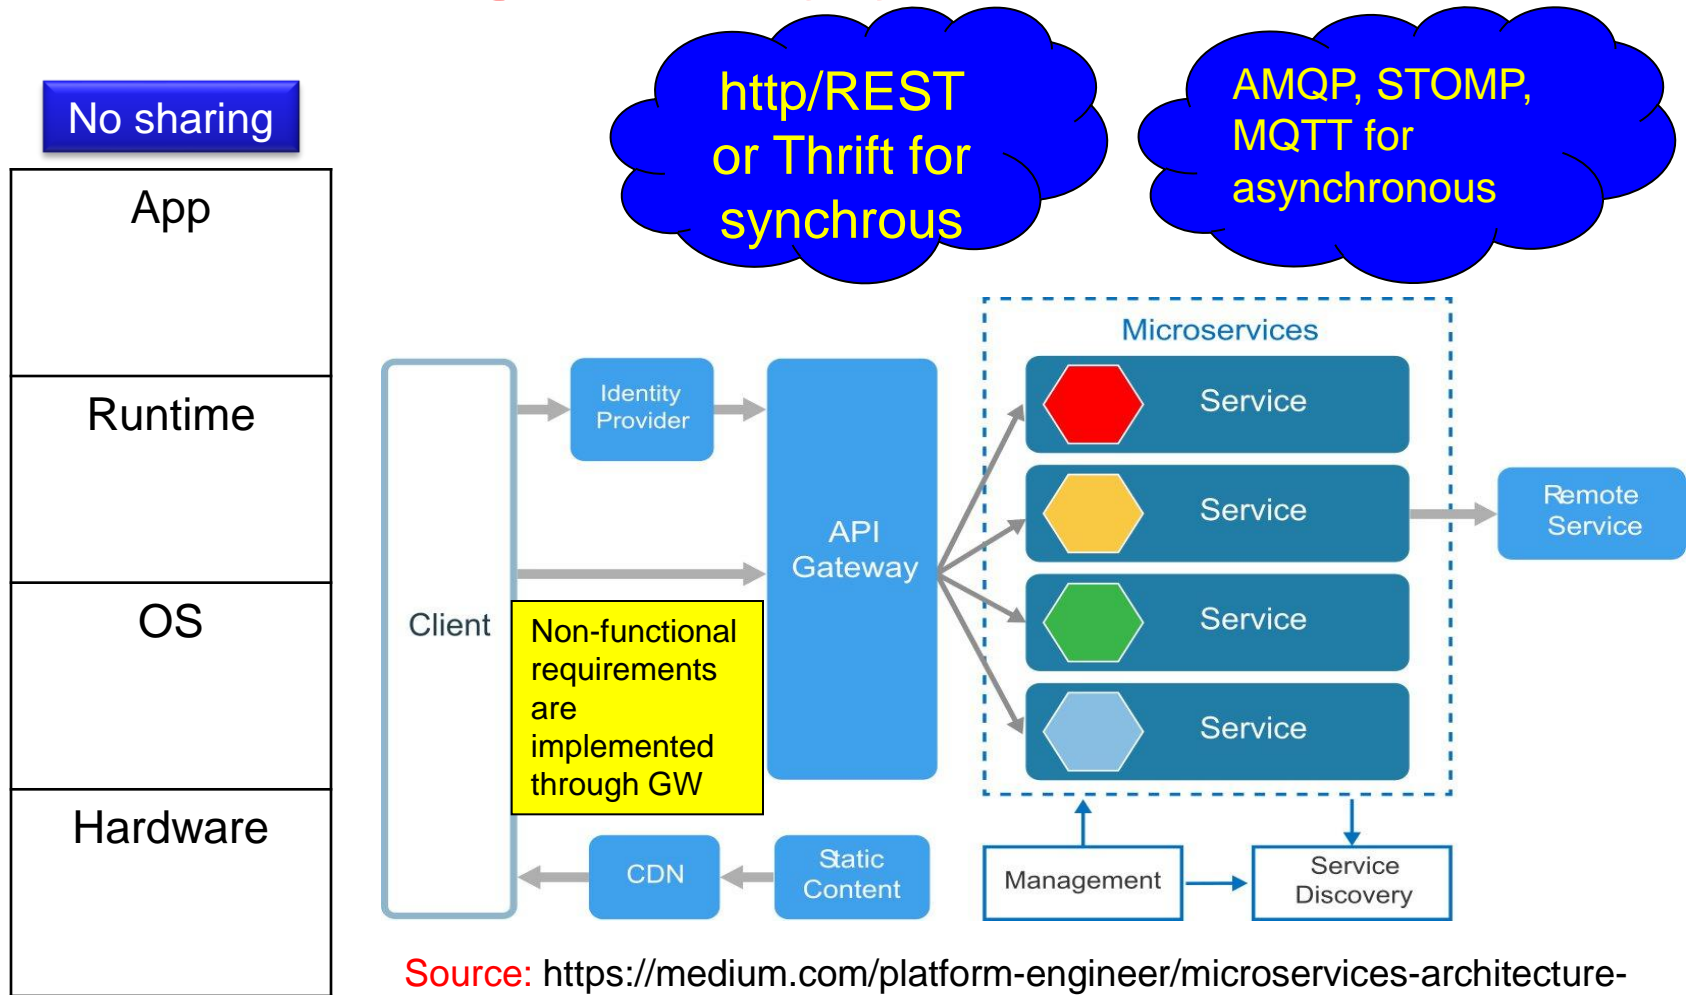 No sharing
App
Runtime
OS
Hardware
http/REST
or Thrift for
synchrous
AMQP, STOMP,
MQTT for
asynchronous
Client
Identity
Provider
API
Gateway
Non-functional
requirements
are
implemented
through GW
CDN
Static
Content
Microservices
Service
Service
Service
Service
Remote
Service
Management
Service
Discovery
Source: https://medium.com/platform-engineer/microservices-architecture-